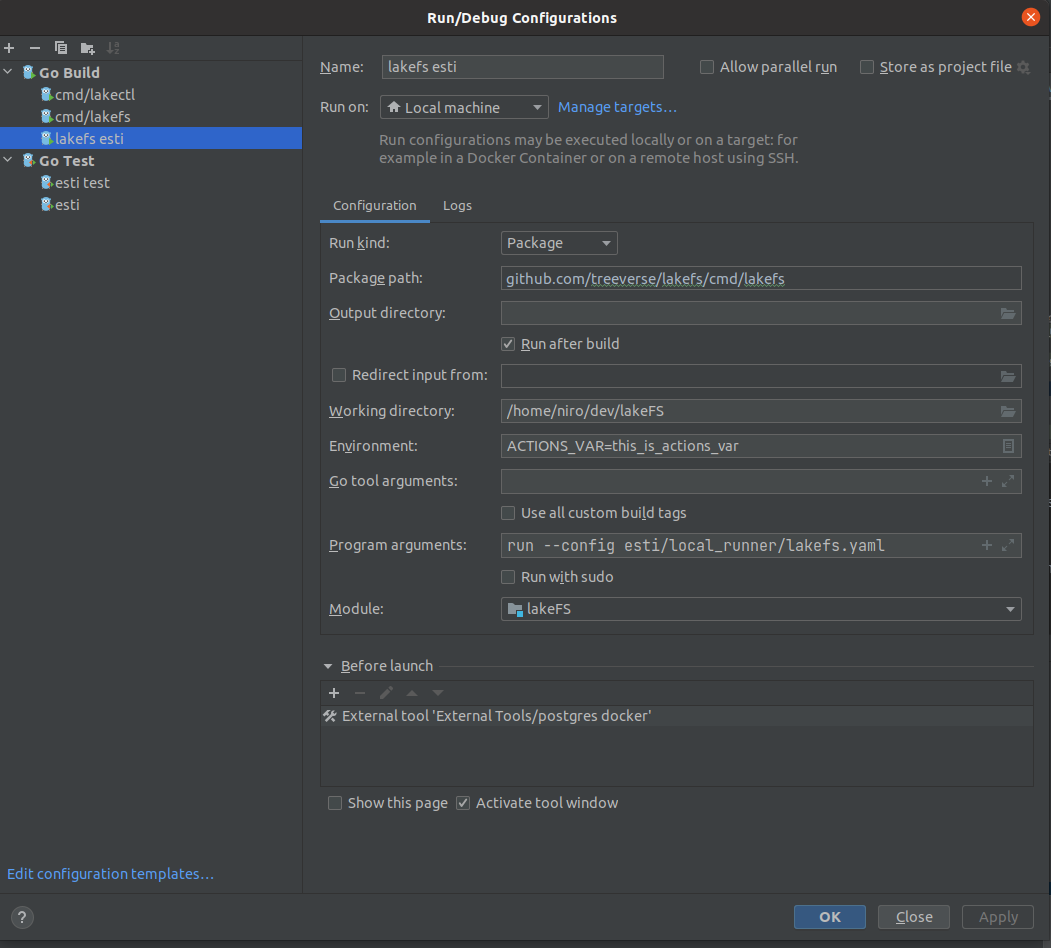 Run/Debug Configurations
Go Build
cmd/lakectl
cmd/lakefs
lakefs esti
Go Test
esti test
esti
Edit configuration templates...
Name: lakefs esti Allow parallel run Store as project file
Run on: Local machine Manage targets...
Run configurations may be executed locally or on a target: for
example in a Docker Container or on a remote host using SSH.
Configuration Logs
Run kind: Package
Package path: github.com/treeverse/lakefs/cmd/lakefs
Output directory:
Run after build
Redirect input from:
Working directory: /home/niro/dev/lakeFS
Environment: ACTIONS_VAR=this_is_actions_var
Go tool arguments:
Use all custom build tags
Program arguments: run --config esti/local_runner/lakefs.yaml
Run with sudo
Module: lakeFS
Before launch
External tool 'External Tools/postgres docker'
Show this page Activate tool window
? OK Close Apply